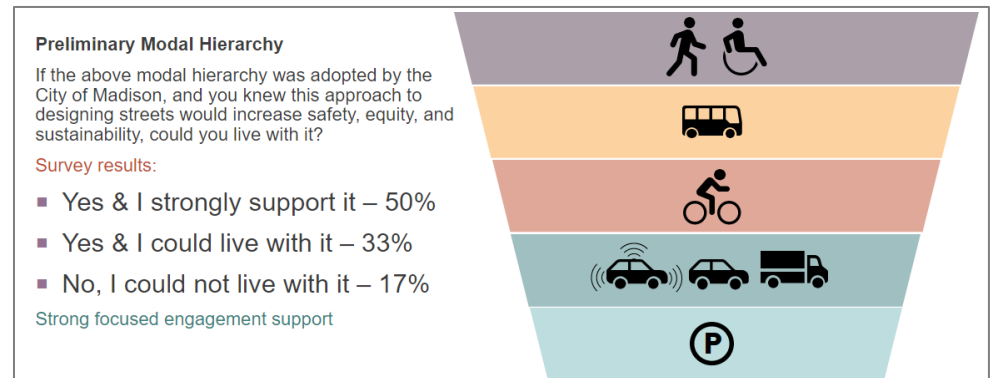 Preliminary Modal Hierarchy
If the above modal hierarchy was adopted by the
City of Madison, and you knew this approach to
designing streets would increase safety, equity, and
sustainability, could you live with it?
Survey results:
▪ Yes & I strongly support it – 50%
▪ Yes & I could live with it – 33%
▪ No, I could not live with it – 17%
Strong focused engagement support
P